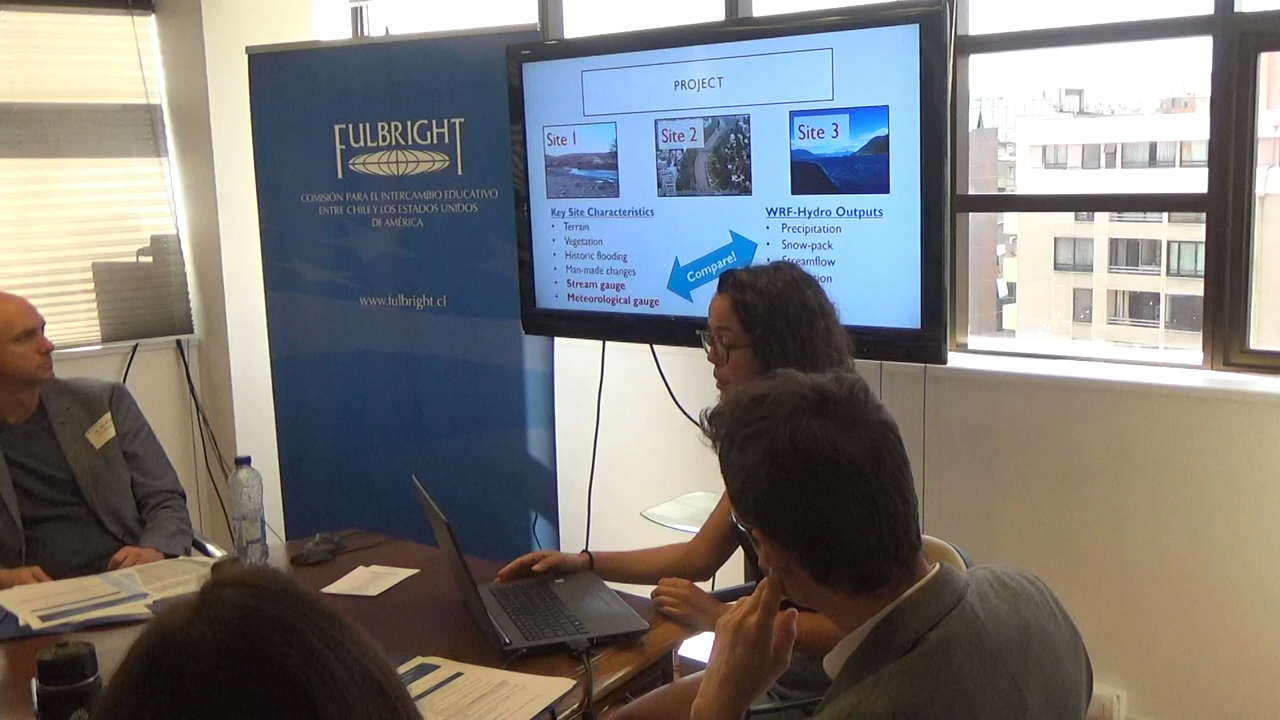 FULBRIGHT
COMISIÓN PARA EL INTERCAMBIO EDUCATIVO
ENTRE CHILE Y LOS ESTADOS UNIDOS
DE AMÉRICA
www.fulbright.cl
PROJECT
Site 1
Site 2
Site 3
Key Site Characteristics
• Terrain
• Vegetation
• Historic flooding
• Man-made changes
• Stream gauge
• Meteorological gauge
Compare!
WRF-Hydro Outputs
• Precipitation
• Snow-pack
• Streamflow